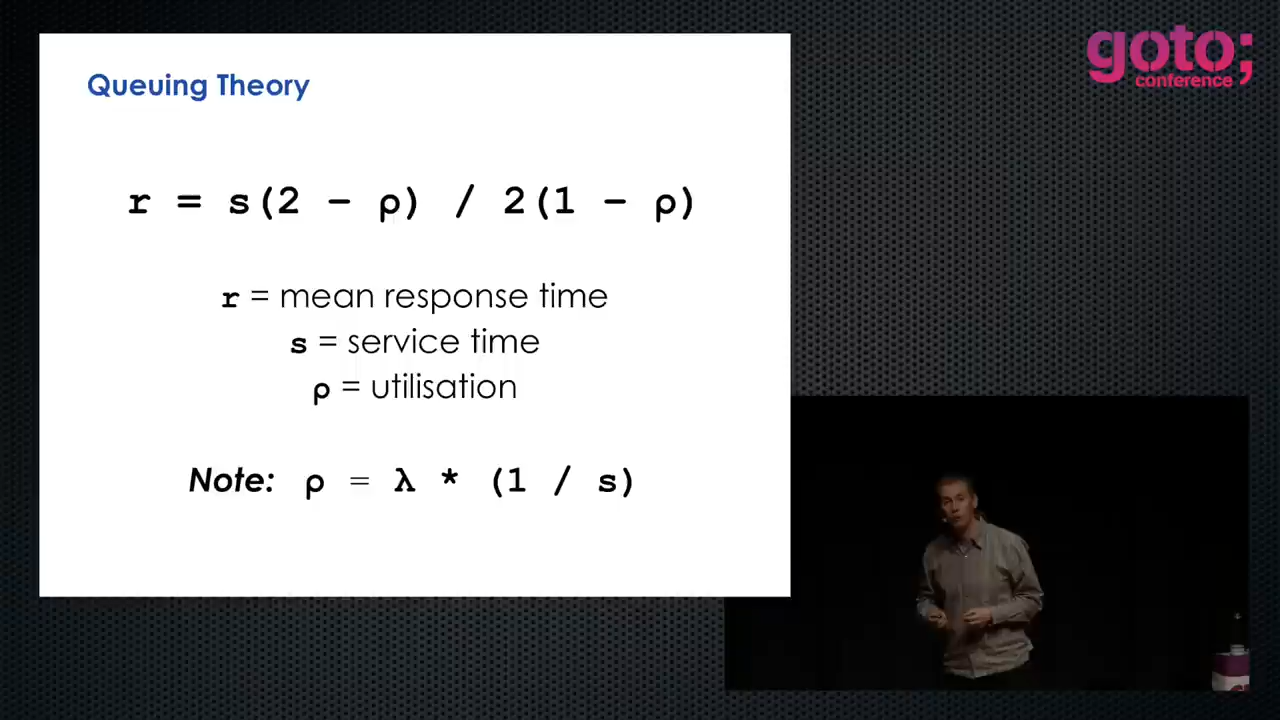 goto;
conference
Queuing Theory
r = s(2 – ρ) / 2(1 – ρ)
r = mean response time
s = service time
ρ = utilisation
Note: ρ = λ * (1 / s)